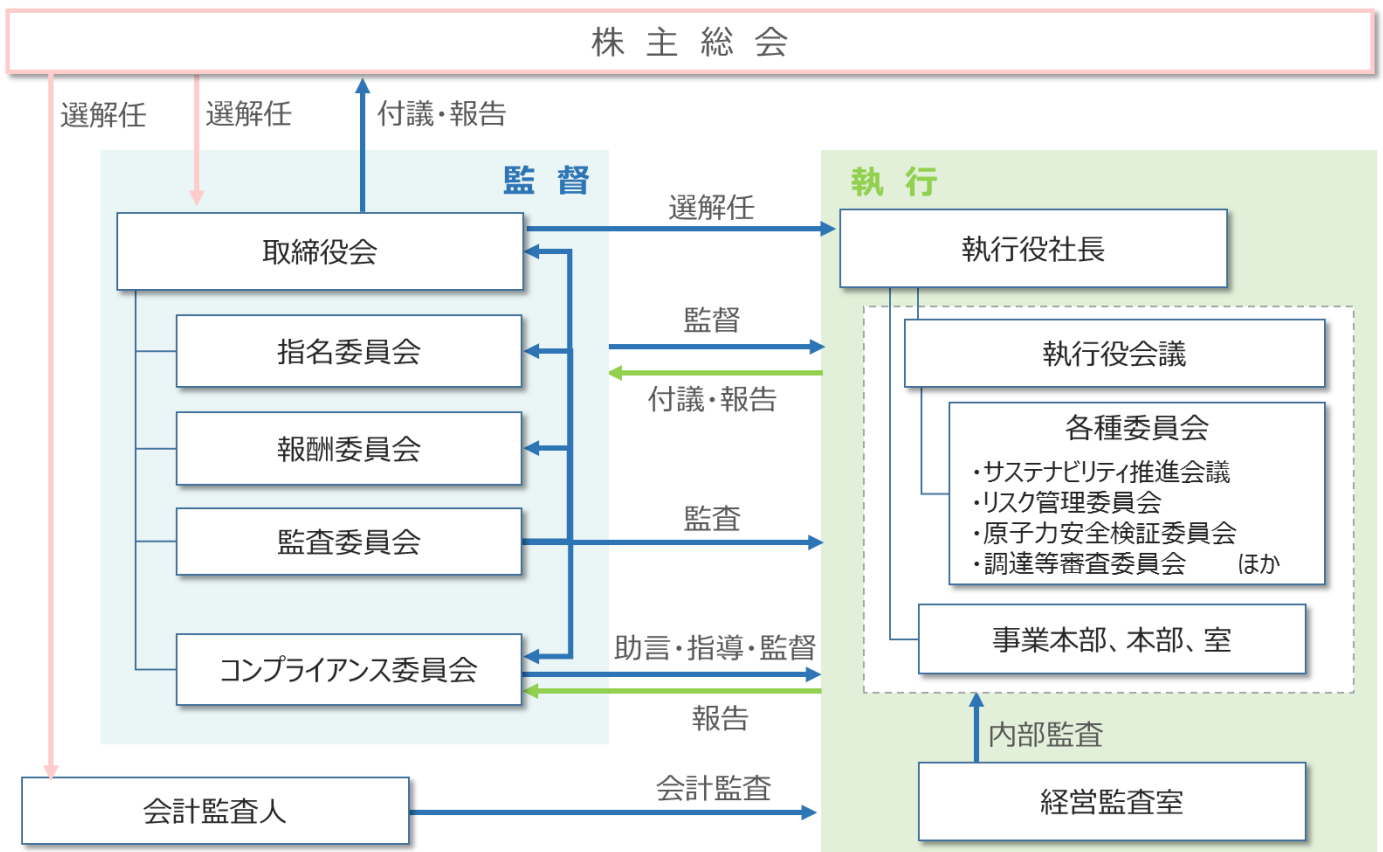 株主総会
選解任
選解任
付議・報告
監督
執行
選解任
取締役会
執行役社長
監督
指名委員会
執行役会議
付議・報告
報酬委員会
各種委員会
・サステナビリティ推進会議
・リスク管理委員会
・原子力安全検証委員会
・調達等審査委員会　ほか
監査
監査委員会
助言・指導・監督
事業本部、本部、室
コンプライアンス委員会
報告
内部監査
会計監査
会計監査人
経営監査室